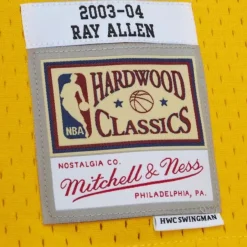 2003-04
RAY ALLEN
HARDWOOD
NBA
CLASSICS
NOSTALGIA CO.
Mitchell & Ness
PHILADELPHIA, PA.
HWC SWINGMAN